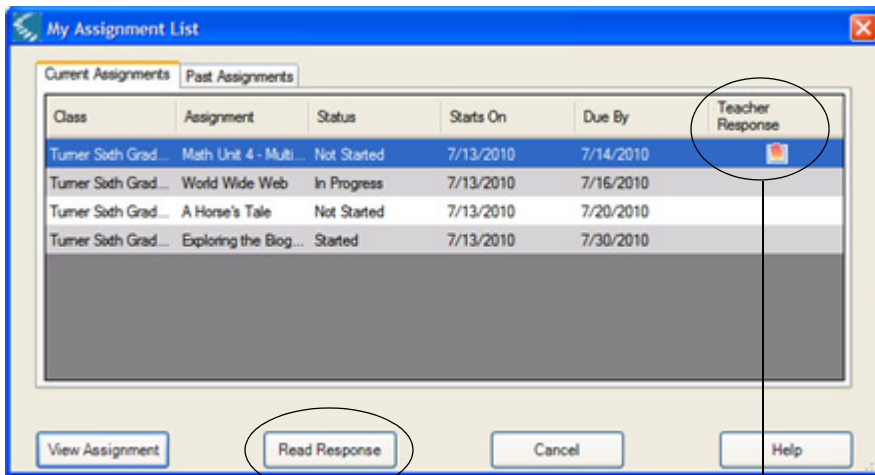 My Assignment List
Current Assignments Past Assignments
Class Assignment Status Starts On Due By Teacher Response
Turner Sixth Grad... Math Unit 4 - Multi... Not Started 7/13/2010 7/14/2010
Turner Sixth Grad... World Wide Web In Progress 7/13/2010 7/16/2010
Turner Sixth Grad... A Horse's Tale Not Started 7/13/2010 7/20/2010
Turner Sixth Grad... Exploring the Biog... Started 7/13/2010 7/30/2010
View Assignment Read Response Cancel Help